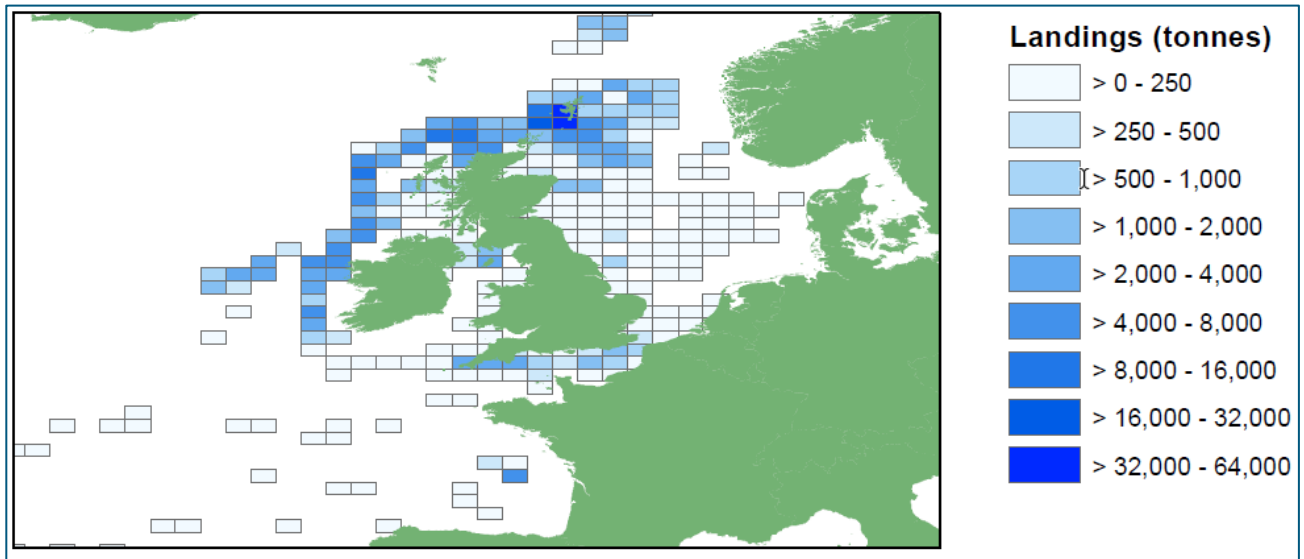 Landings (tonnes)
> 0 - 250
> 250 - 500
> 500 - 1,000
> 1,000 - 2,000
> 2,000 - 4,000
> 4,000 - 8,000
> 8,000 - 16,000
> 16,000 - 32,000
> 32,000 - 64,000